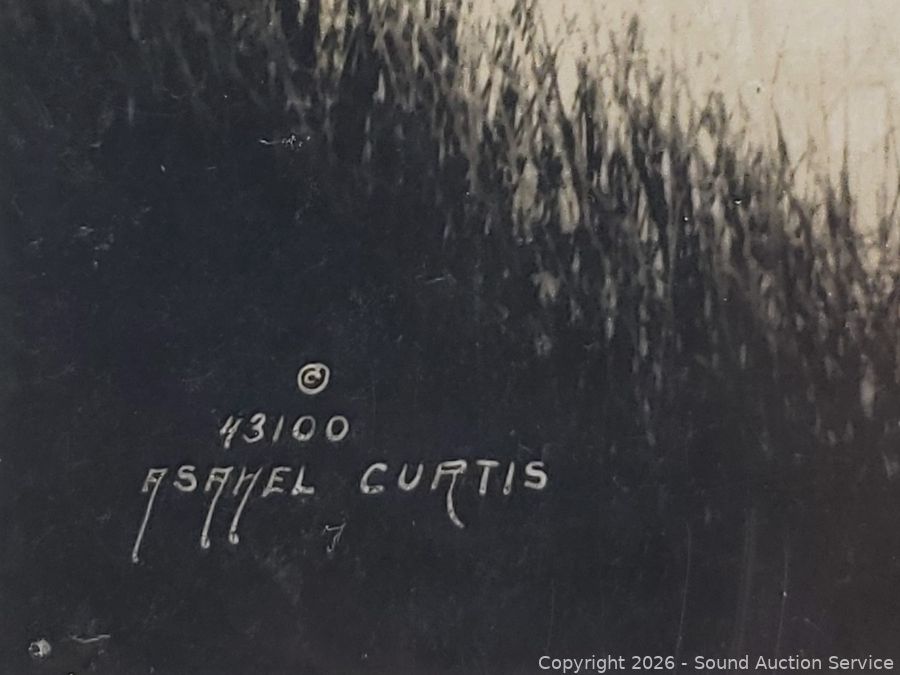 ©
43100
ASAHEL CURTIS
Copyright 2026 - Sound Auction Service